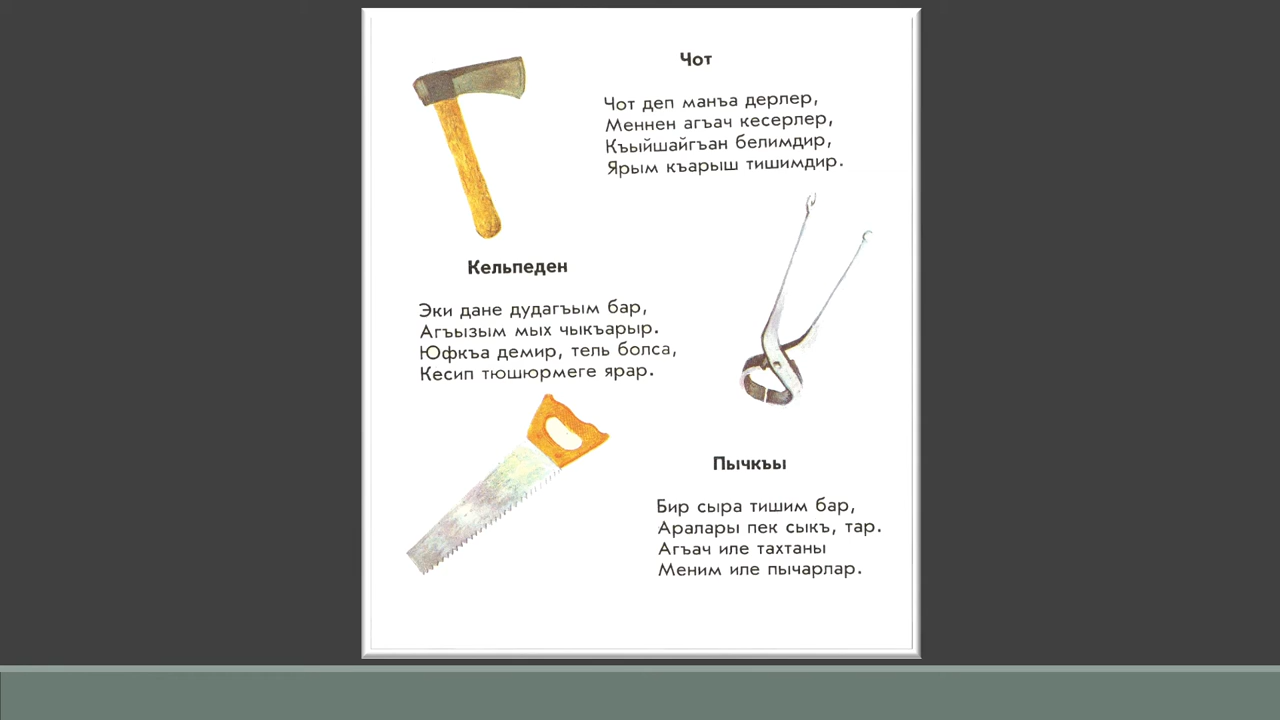 Чот
Чот деп манъа дерлер,
Меннен агъач кесерлер,
Къыйшайгъан белимдир,
Ярым къарыш тишимдир.
Кельпеден
Эки дане дудагъым бар,
Агъызым мых чыкъарыр.
Юфкъа демир, тель болса,
Кесип тюшюрмеге ярар.
Пычкъы
Бир сыра тишим бар,
Аралары пек сыкъ, тар.
Агъач иле тахтаны
Меним иле пычарлар.